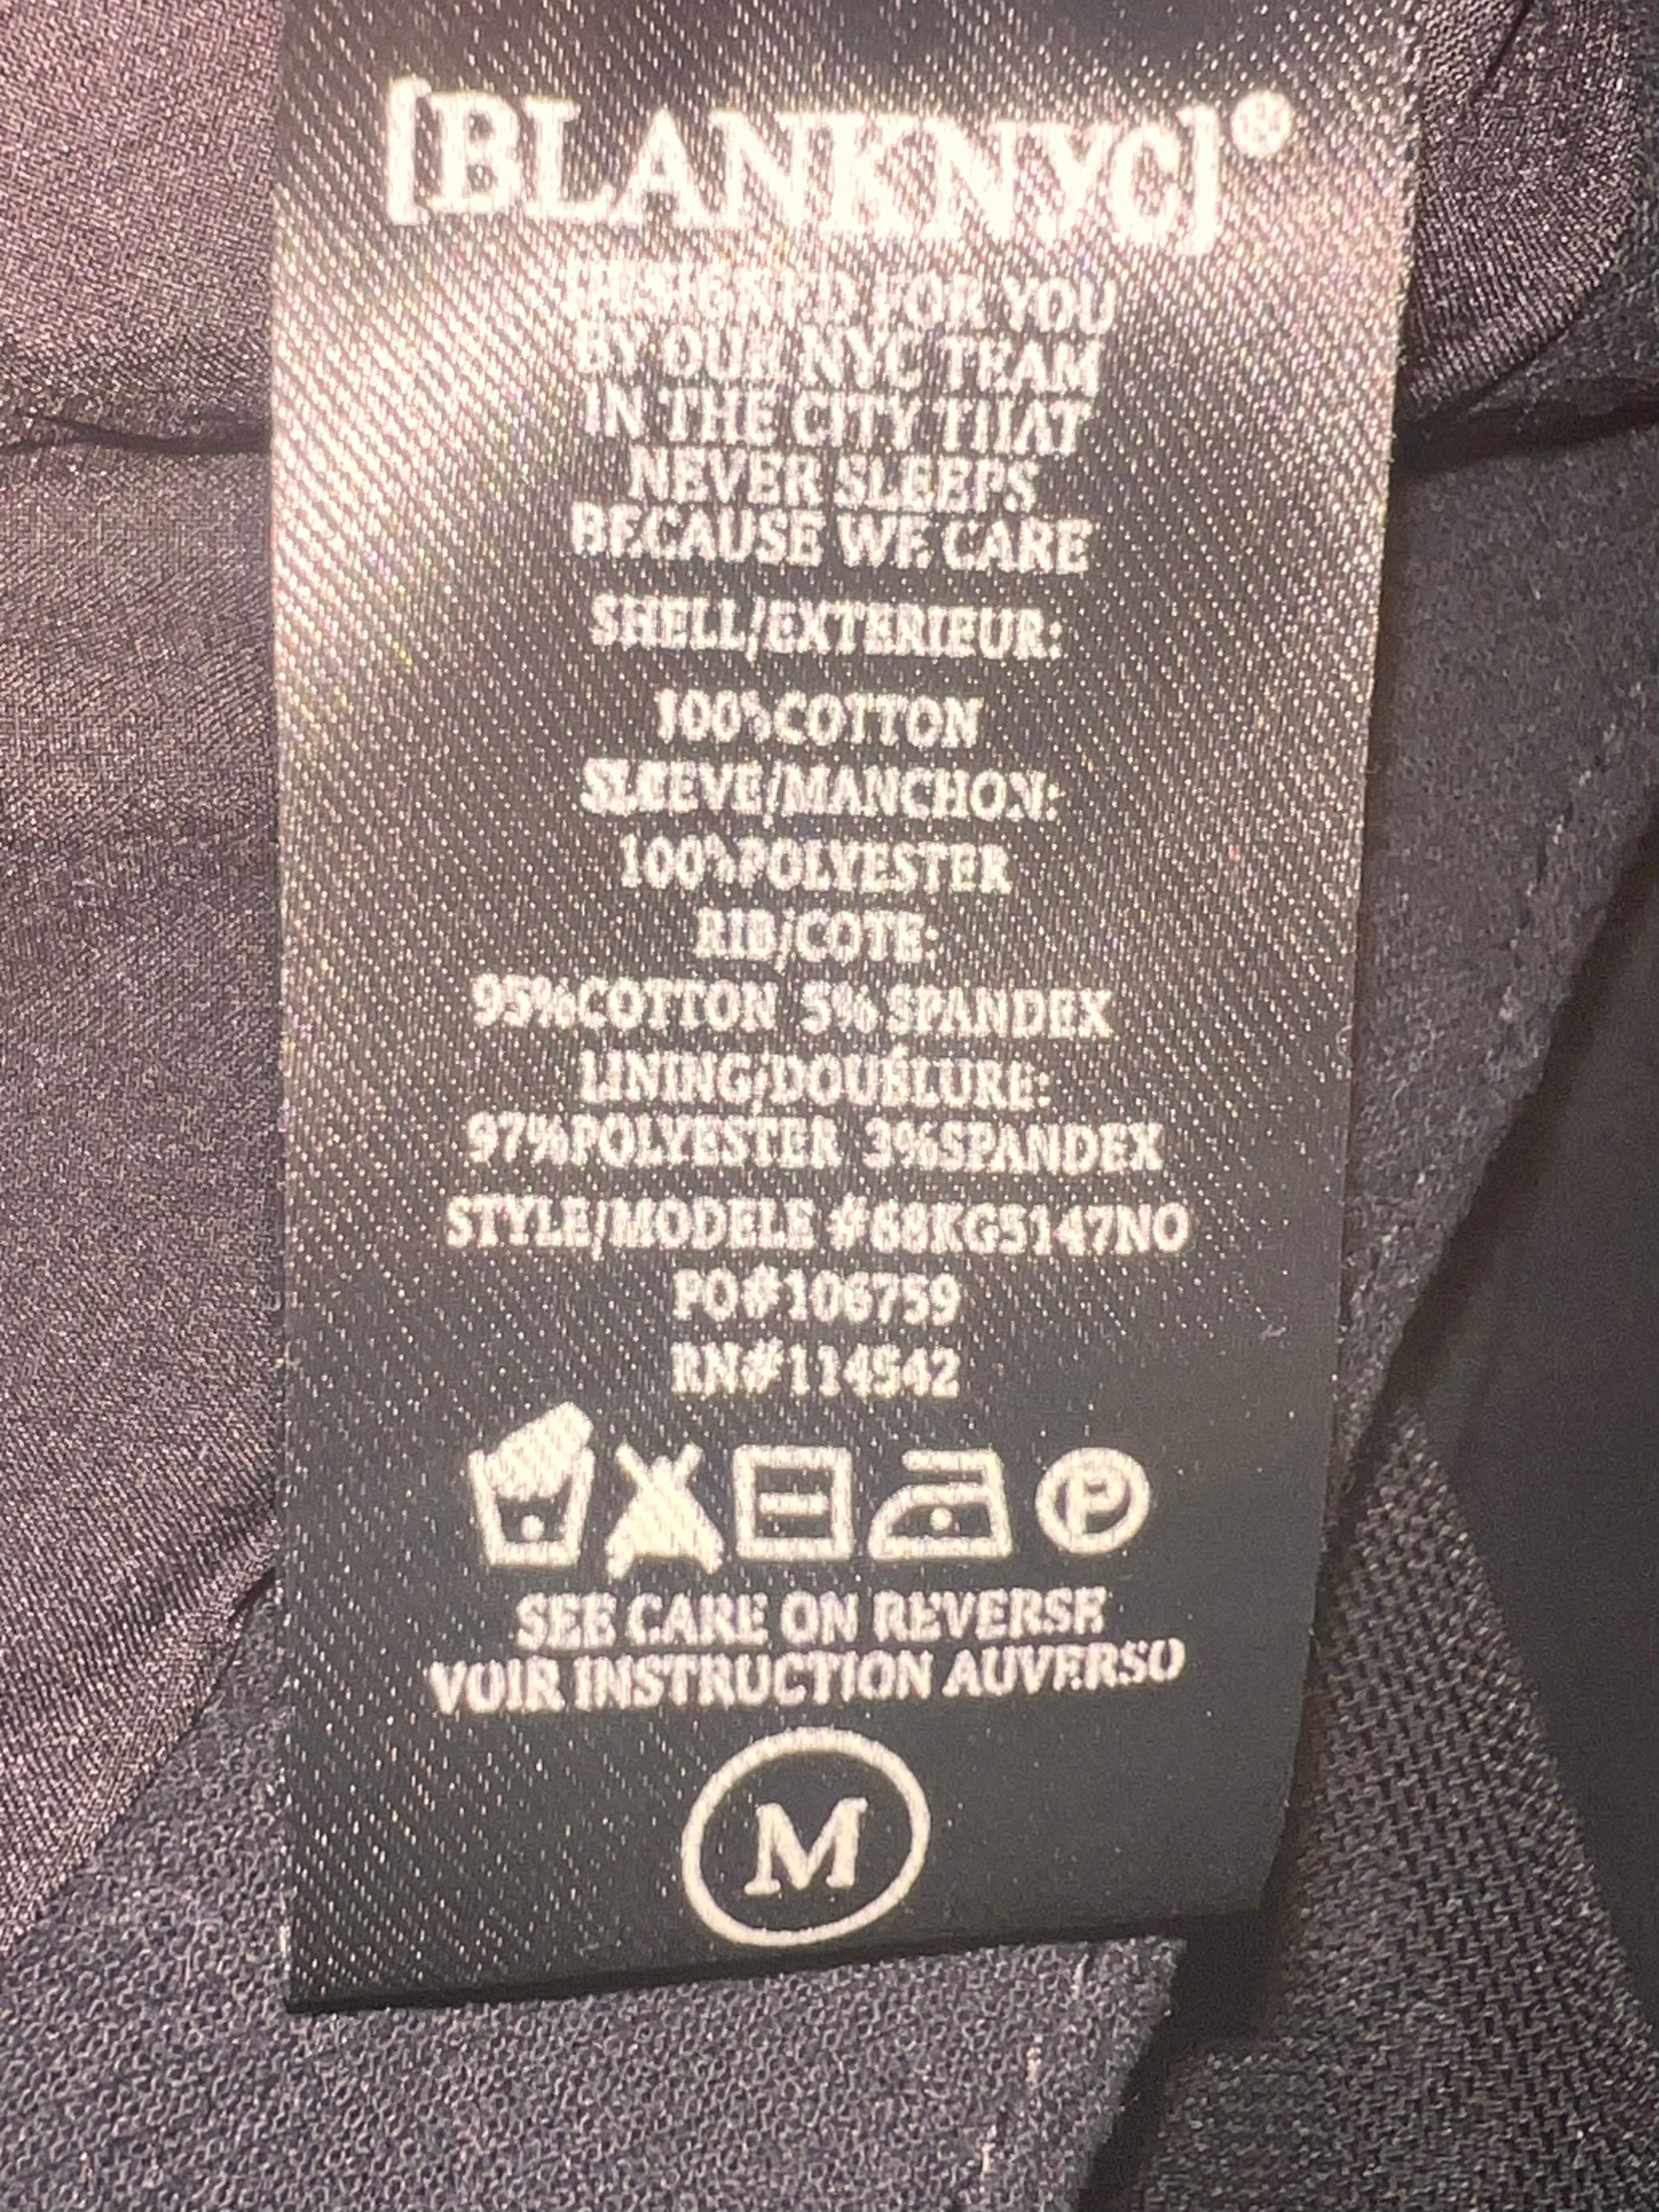 [BLANKNYC]®
DESIGNED FOR YOU
BY OUR NYC TEAM
IN THE CITY THAT
NEVER SLEEPS
BECAUSE WE CARE
SHELL/EXTERIEUR:
100%COTTON
SLEEVE/MANCHON:
100%POLYESTER
RIB/COTE:
95%COTTON 5% SPANDEX
LINING/DOUBLURE:
97%POLYESTER 3%SPANDEX
STYLE/MODELE #68KG5147NO
PO#106759
RN#114542
P
SEE CARE ON REVERSE
VOIR INSTRUCTION AUVERSO
M